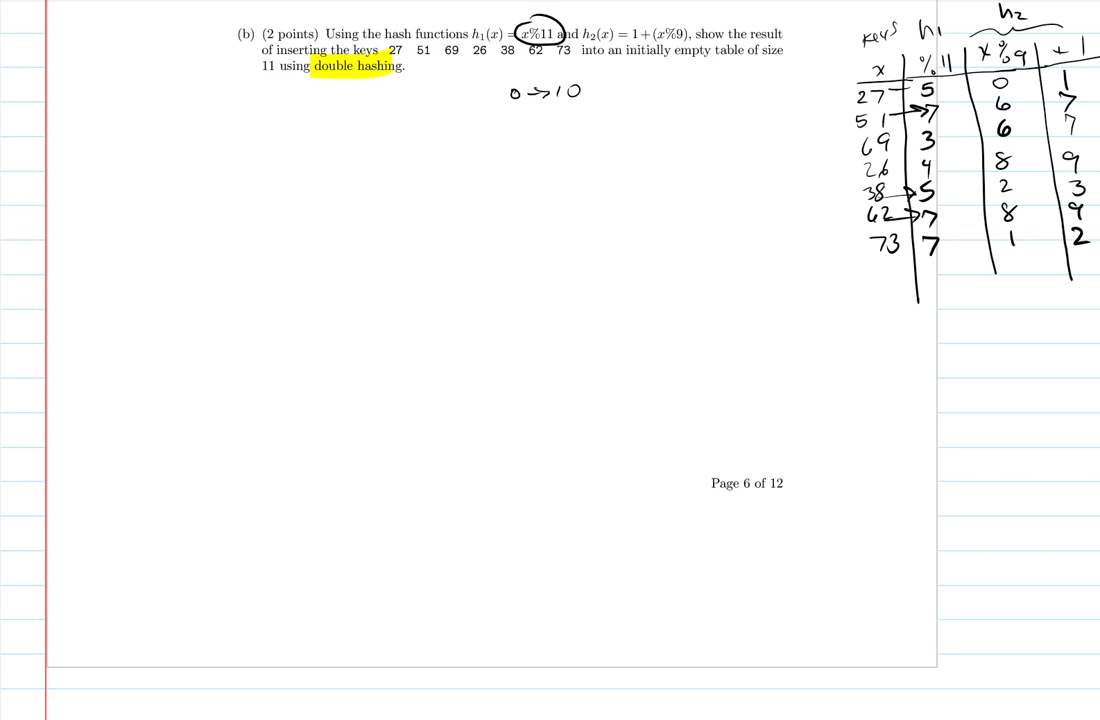 (b) (2 points) Using the hash functions h₁(x) = x%11 and h₂(x) = 1+(x%9), show the result
of inserting the keys 27 51 69 26 38 62 73 into an initially empty table of size
11 using double hashing.
0 → 10
Page 6 of 12
keys h₁ h₂
x %11 x%9 +1
27 5 0 1
51 7 6 7
69 3 6 7
26 4 8 9
38 5 2 3
62 7 8 9
73 7 1 2